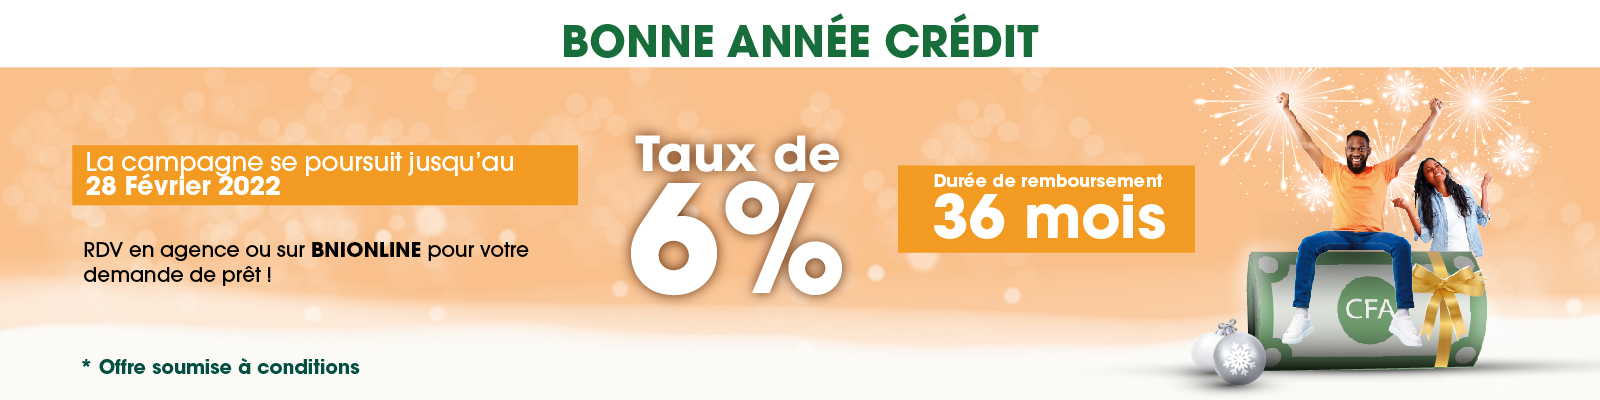 BONNE ANNÉE CRÉDIT
La campagne se poursuit jusqu'au
28 Février 2022
RDV en agence ou sur BNIONLINE pour votre
demande de prêt !
* Offre soumise à conditions
Taux de
6%
Durée de remboursement
36 mois
CFA